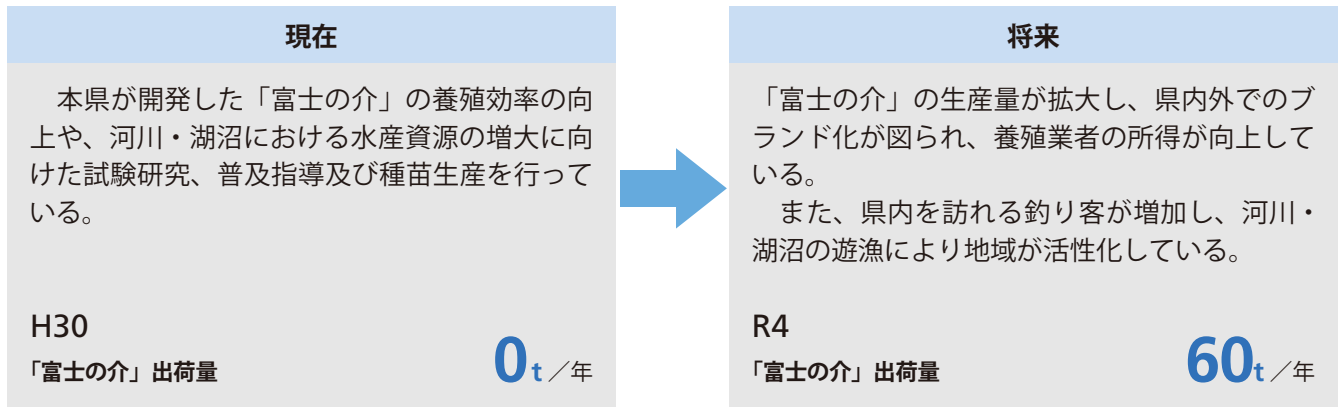 現在
　本県が開発した「富士の介」の養殖効率の向
上や、河川・湖沼における水産資源の増大に向
けた試験研究、普及指導及び種苗生産を行って
いる。
H30
「富士の介」出荷量 0t／年
将来
「富士の介」の生産量が拡大し、県内外でのブ
ランド化が図られ、養殖業者の所得が向上して
いる。
　また、県内を訪れる釣り客が増加し、河川・
湖沼の遊漁により地域が活性化している。
R4
「富士の介」出荷量 60t／年